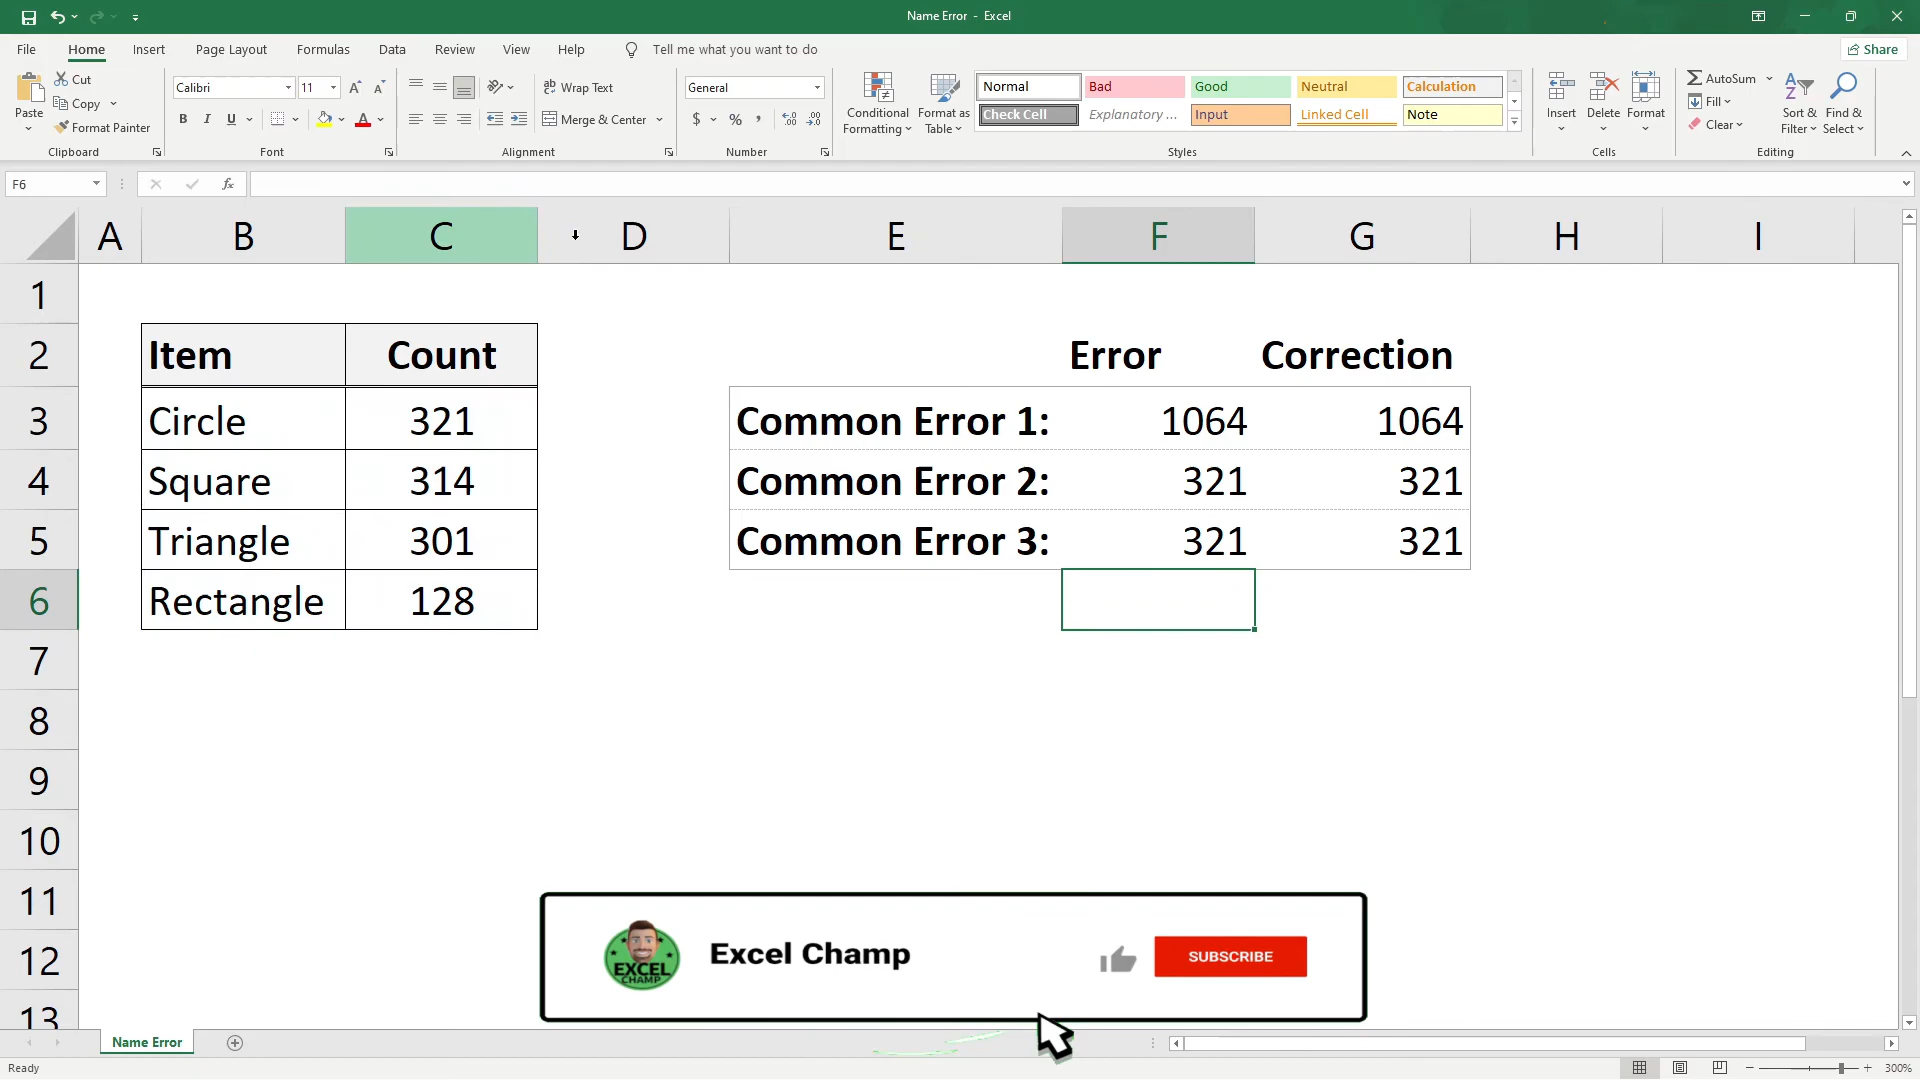 Name Error - Excel
File Home Insert Page Layout Formulas Data Review View Help Tell me what you want to do Share
Paste Cut Copy Format Painter Clipboard
Calibri 11 A A B I U A Font
Wrap Text Merge & Center Alignment
General $ % , Number
Conditional Formatting Format as Table
Normal Bad Good Neutral Calculation
Check Cell Explanatory ... Input Linked Cell Note
Styles
Insert Delete Format Cells
AutoSum Fill Clear Sort & Filter Find & Select Editing
F6 fx
A B C D E F G H I
1
2 Item Count Error Correction
3 Circle 321 Common Error 1: 1064 1064
4 Square 314 Common Error 2: 321 321
5 Triangle 301 Common Error 3: 321 321
6 Rectangle 128
7
8
9
10
11
12
13
EXCEL CHAMP Excel Champ SUBSCRIBE
Name Error
Ready 300%